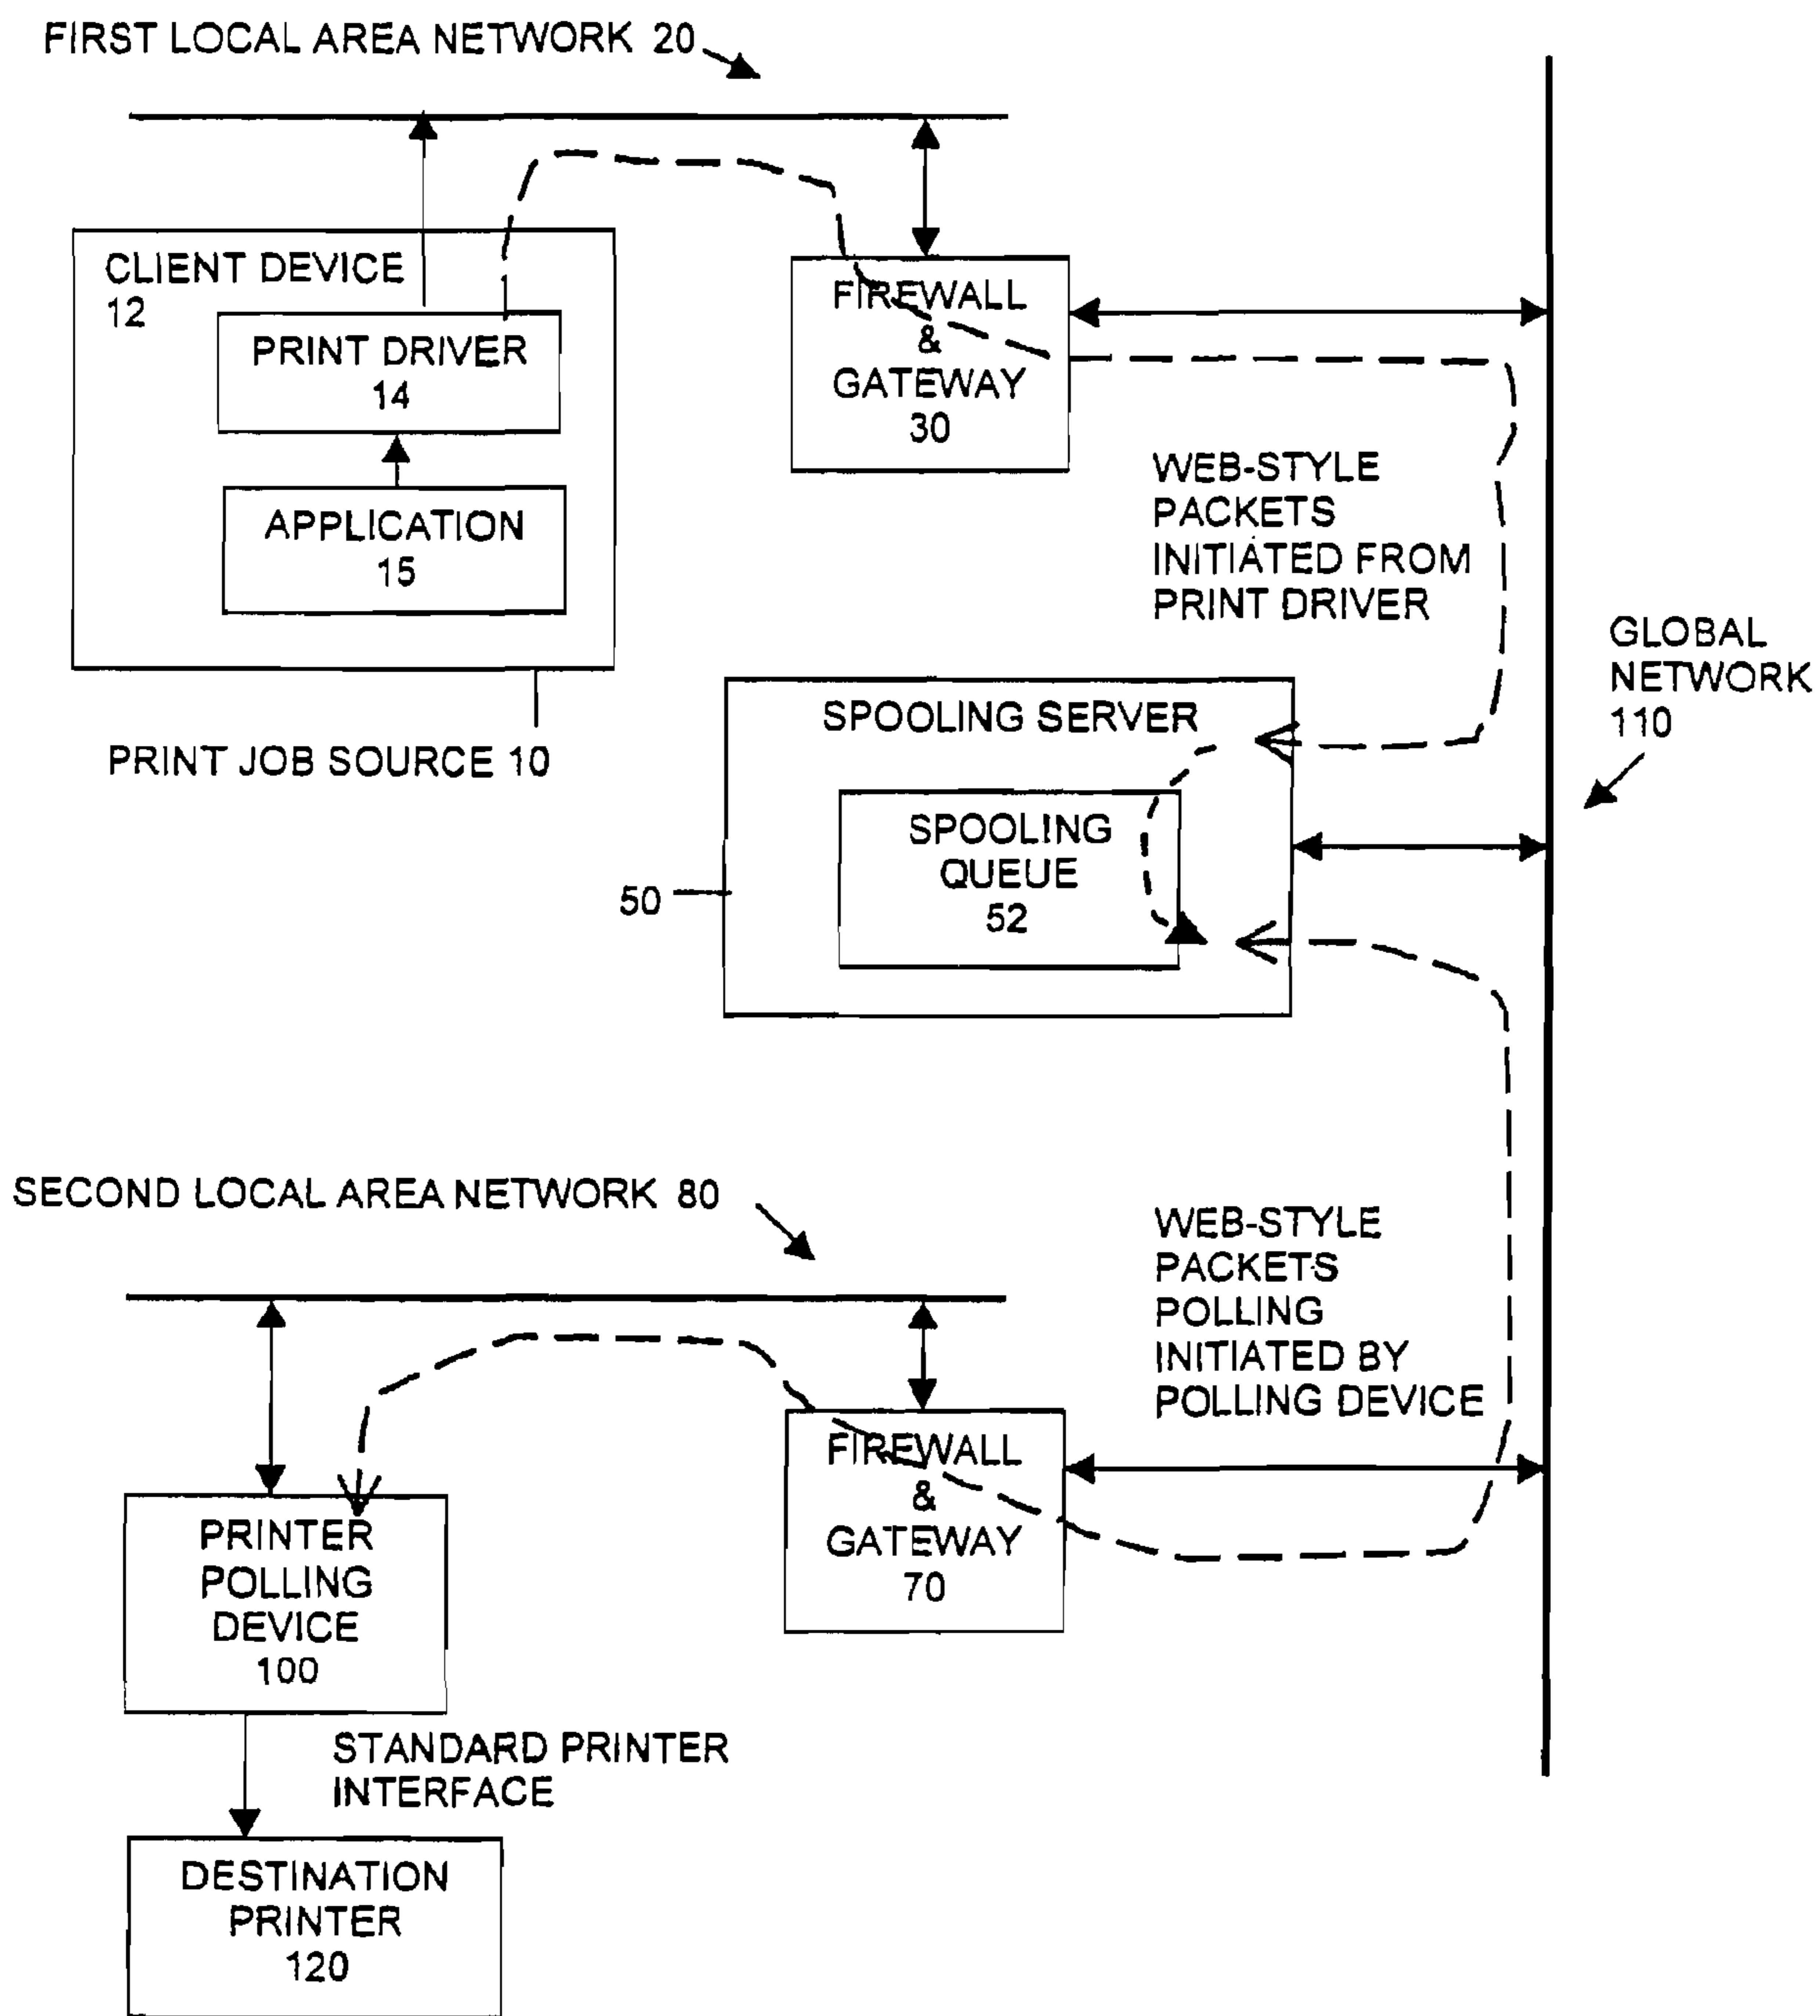 FIRST LOCAL AREA NETWORK 20
CLIENT DEVICE
12
PRINT DRIVER
14
APPLICATION
15
PRINT JOB SOURCE 10
FIREWALL
&
GATEWAY
30
WEB-STYLE
PACKETS
INITIATED FROM
PRINT DRIVER
GLOBAL
NETWORK
110
SPOOLING SERVER
SPOOLING
QUEUE
52
50
SECOND LOCAL AREA NETWORK 80
WEB-STYLE
PACKETS
POLLING
INITIATED BY
POLLING DEVICE
FIREWALL
&
GATEWAY
70
PRINTER
POLLING
DEVICE
100
STANDARD PRINTER
INTERFACE
DESTINATION
PRINTER
120